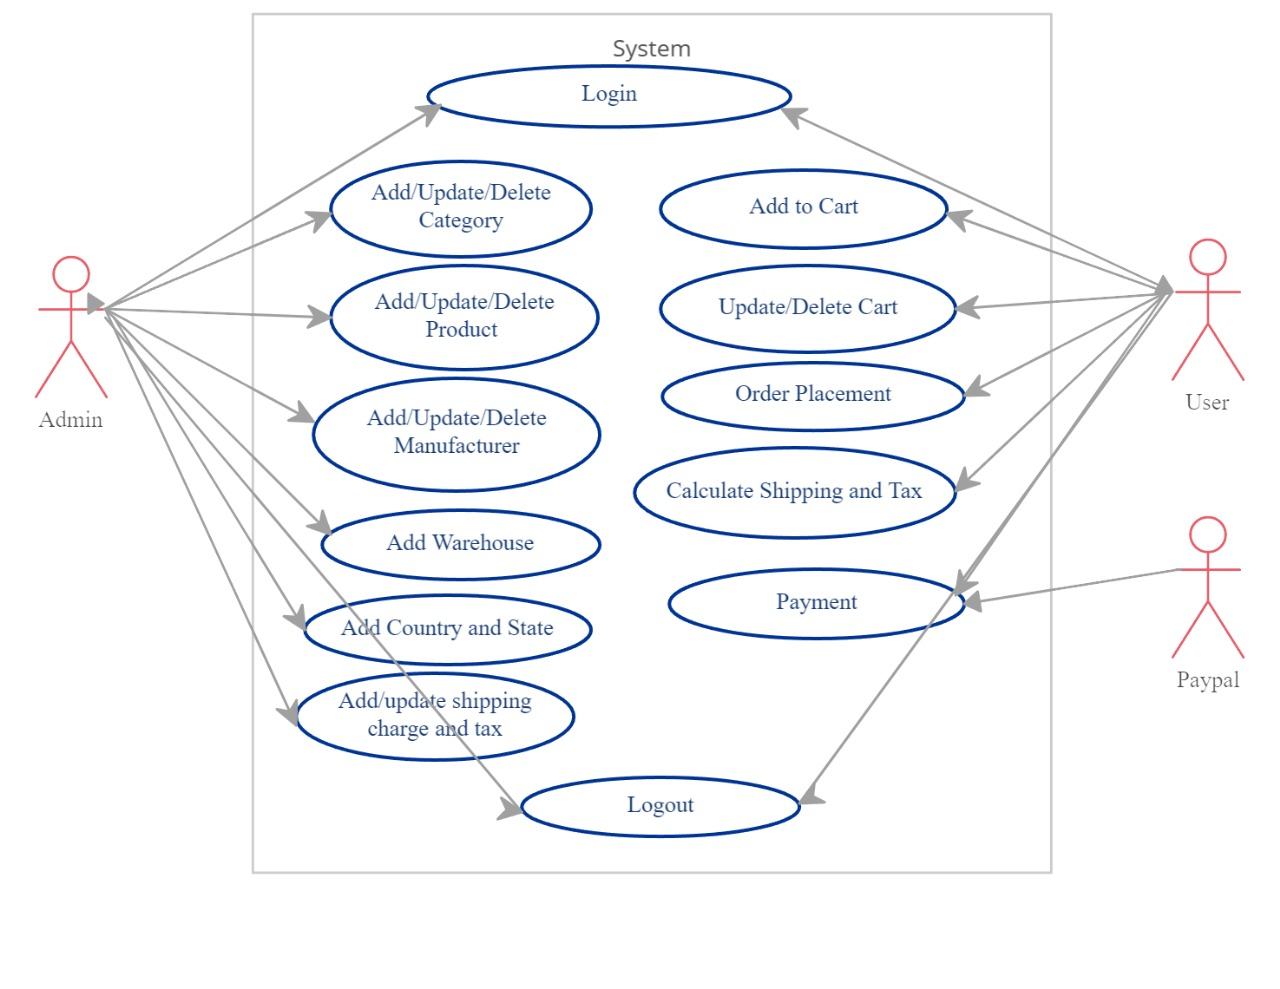 System
Login
Add/Update/Delete
Category
Add to Cart
Add/Update/Delete
Product
Update/Delete Cart
Order Placement
Add/Update/Delete
Manufacturer
Admin
User
Calculate Shipping and Tax
Add Warehouse
Payment
Add Country and State
Paypal
Add/update shipping
charge and tax
Logout